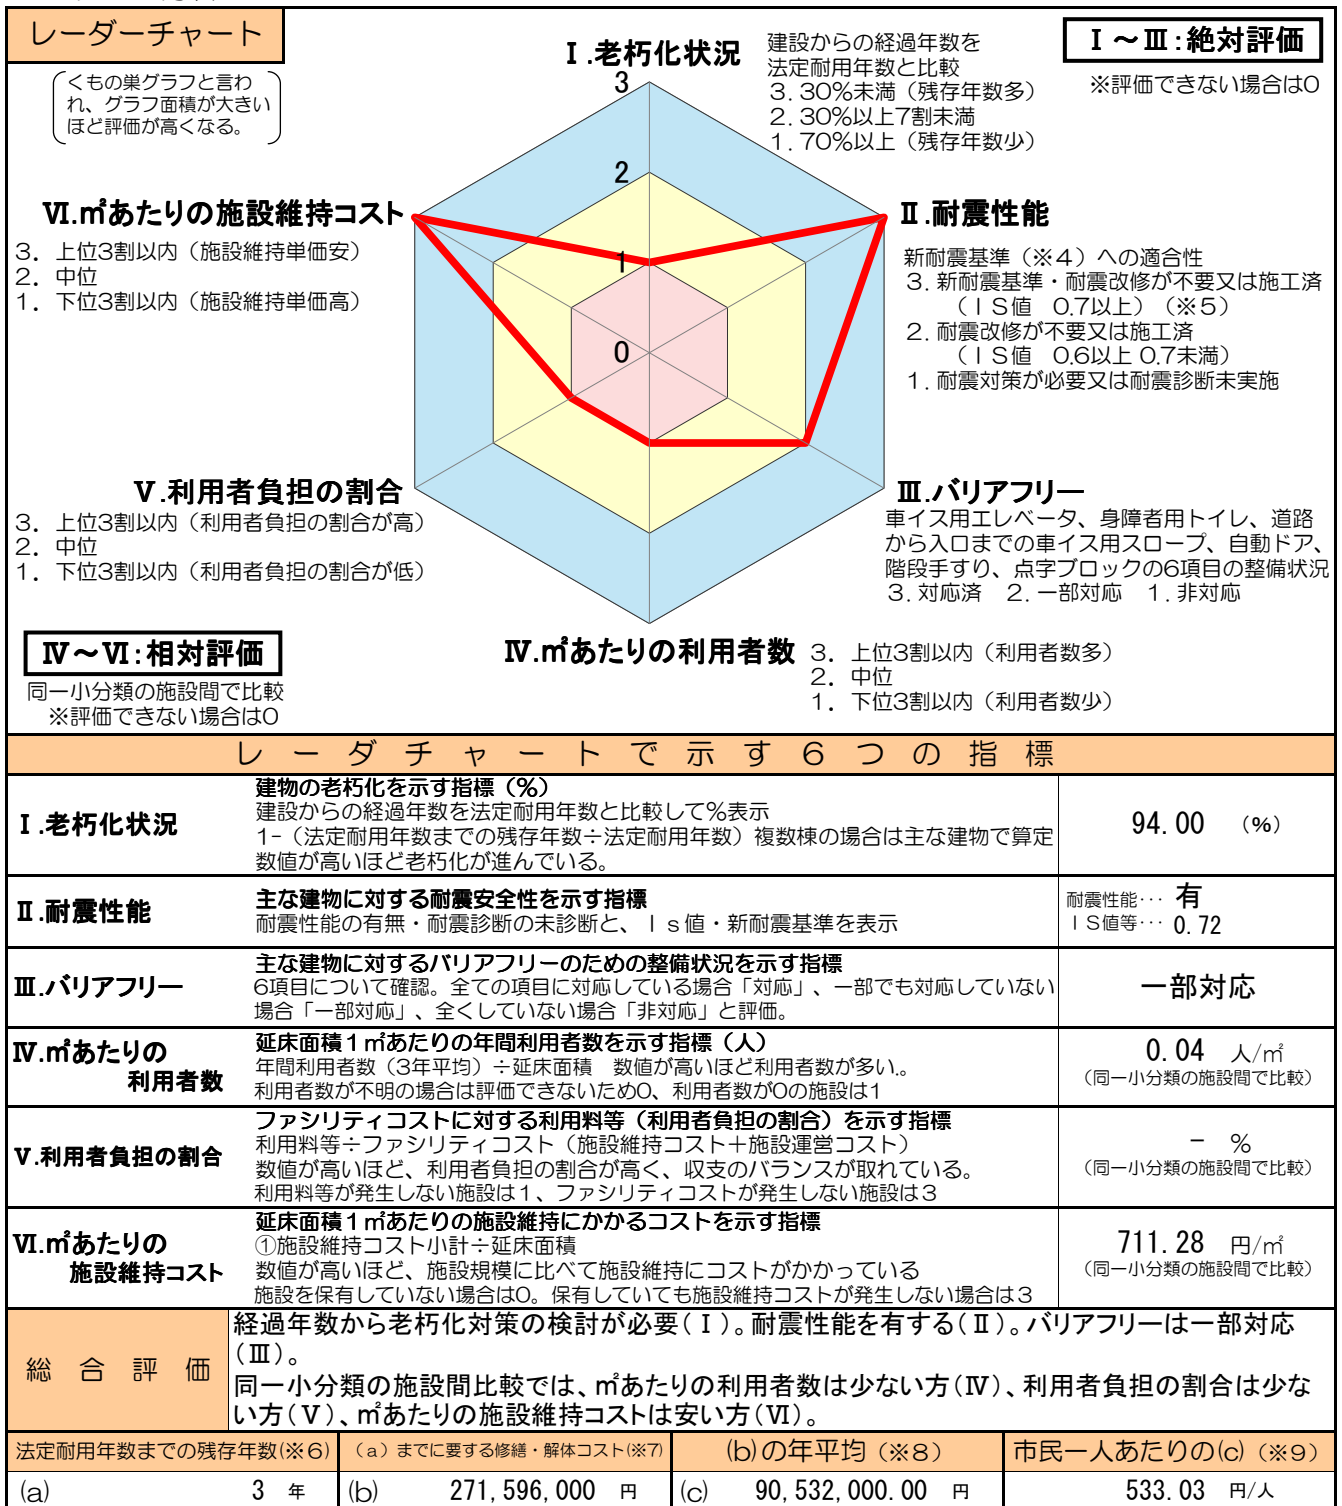 レーダーチャート
くもの巣グラフと言わ
れ、グラフ面積が大きい
ほど評価が高くなる。
Ⅰ.老朽化状況
建設からの経過年数を
法定耐用年数と比較
3. 30%未満（残存年数多）
2. 30%以上7割未満
1. 70%以上（残存年数少）
Ⅰ～Ⅲ:絶対評価
※評価できない場合は0
3
2
1
0
Ⅵ.㎡あたりの施設維持コスト
3. 上位3割以内（施設維持単価安）
2. 中位
1. 下位3割以内（施設維持単価高）
Ⅱ.耐震性能
新耐震基準（※4）への適合性
3. 新耐震基準・耐震改修が不要又は施工済
（ＩＳ値 0.7以上）（※5）
2. 耐震改修が不要又は施工済
（ＩＳ値 0.6以上 0.7未満）
1. 耐震対策が必要又は耐震診断未実施
Ⅴ.利用者負担の割合
3. 上位3割以内（利用者負担の割合が高）
2. 中位
1. 下位3割以内（利用者負担の割合が低）
Ⅲ.バリアフリー
車イス用エレベータ、身障者用トイレ、道路
から入口までの車イス用スロープ、自動ドア、
階段手すり、点字ブロックの6項目の整備状況
3. 対応済 2. 一部対応 1. 非対応
Ⅳ～Ⅵ:相対評価
同一小分類の施設間で比較
※評価できない場合は0
Ⅳ.㎡あたりの利用者数
3. 上位3割以内（利用者数多）
2. 中位
1. 下位3割以内（利用者数少）
レーダチャートで示す６つの指標
Ⅰ.老朽化状況
建物の老朽化を示す指標（%）
建設からの経過年数を法定耐用年数と比較して%表示
1-（法定耐用年数までの残存年数÷法定耐用年数）複数棟の場合は主な建物で算定
数値が高いほど老朽化が進んでいる。
94.00 （%）
Ⅱ.耐震性能
主な建物に対する耐震安全性を示す指標
耐震性能の有無・耐震診断の未診断と、Ｉｓ値・新耐震基準を表示
耐震性能… 有
ＩＳ値等… 0.72
Ⅲ.バリアフリー
主な建物に対するバリアフリーのための整備状況を示す指標
6項目について確認。全ての項目に対応している場合「対応」、一部でも対応していない
場合「一部対応」、全くしていない場合「非対応」と評価。
一部対応
Ⅳ.㎡あたりの
利用者数
延床面積１㎡あたりの年間利用者数を示す指標（人）
年間利用者数（3年平均）÷延床面積 数値が高いほど利用者数が多い。
利用者数が不明の場合は評価できないため0、利用者数が0の施設は1
0.04 人/㎡
（同一小分類の施設間で比較）
Ⅴ.利用者負担の割合
ファシリティコストに対する利用料等（利用者負担の割合）を示す指標
利用料等÷ファシリティコスト（施設維持コスト＋施設運営コスト）
数値が高いほど、利用者負担の割合が高く、収支のバランスが取れている。
利用料等が発生しない施設は１、ファシリティコストが発生しない施設は３
- %
（同一小分類の施設間で比較）
Ⅵ.㎡あたりの
施設維持コスト
延床面積１㎡あたりの施設維持にかかるコストを示す指標
①施設維持コスト小計÷延床面積
数値が高いほど、施設規模に比べて施設維持にコストがかかっている
施設を保有していない場合は0。保有していても施設維持コストが発生しない場合は３
711.28 円/㎡
（同一小分類の施設間で比較）
総合評価
経過年数から老朽化対策の検討が必要(Ⅰ)。耐震性能を有する(Ⅱ)。バリアフリーは一部対応
(Ⅲ)。
同一小分類の施設間比較では、㎡あたりの利用者数は少ない方(Ⅳ)、利用者負担の割合は少な
い方(Ⅴ)、㎡あたりの施設維持コストは安い方(Ⅵ)。
法定耐用年数までの残存年数(※6)
（a）までに要する修繕・解体コスト(※7)
(b)の年平均（※8）
市民一人あたりの(c)（※9）
(a) 3 年
(b) 271,596,000 円
(c) 90,532,000.00 円
533.03 円/人